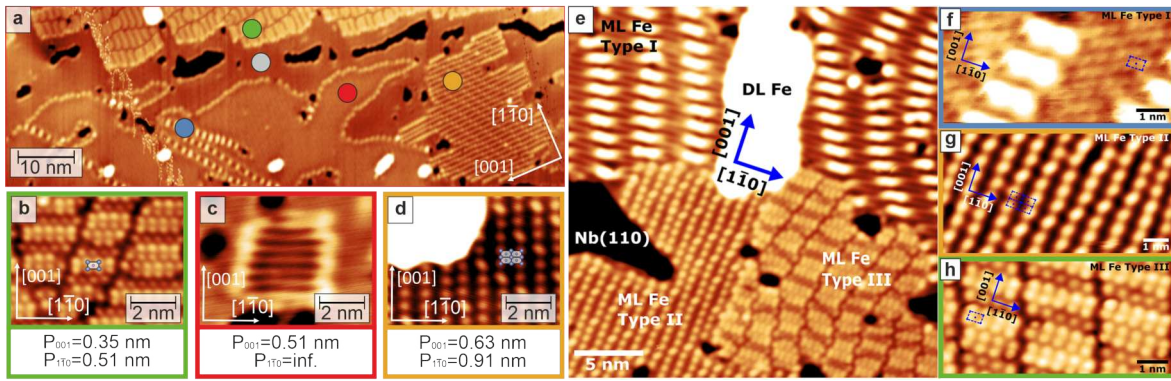 a
[11̄0]
[001]
10 nm
b
[001]
[11̄0]
2 nm
P₀₀₁=0.35 nm
P₁₁̄₀=0.51 nm
c
[001]
[11̄0]
2 nm
P₀₀₁=0.51 nm
P₁₁̄₀=inf.
d
[001]
[11̄0]
2 nm
P₀₀₁=0.63 nm
P₁₁̄₀=0.91 nm
e
ML Fe
Type I
DL Fe
[001]
[11̄0]
Nb(110)
ML Fe
Type III
ML Fe
Type II
5 nm
f
ML Fe Type I
[001]
[11̄0]
1 nm
g
ML Fe Type II
[001]
[11̄0]
1 nm
h
ML Fe Type III
[001]
[11̄0]
1 nm